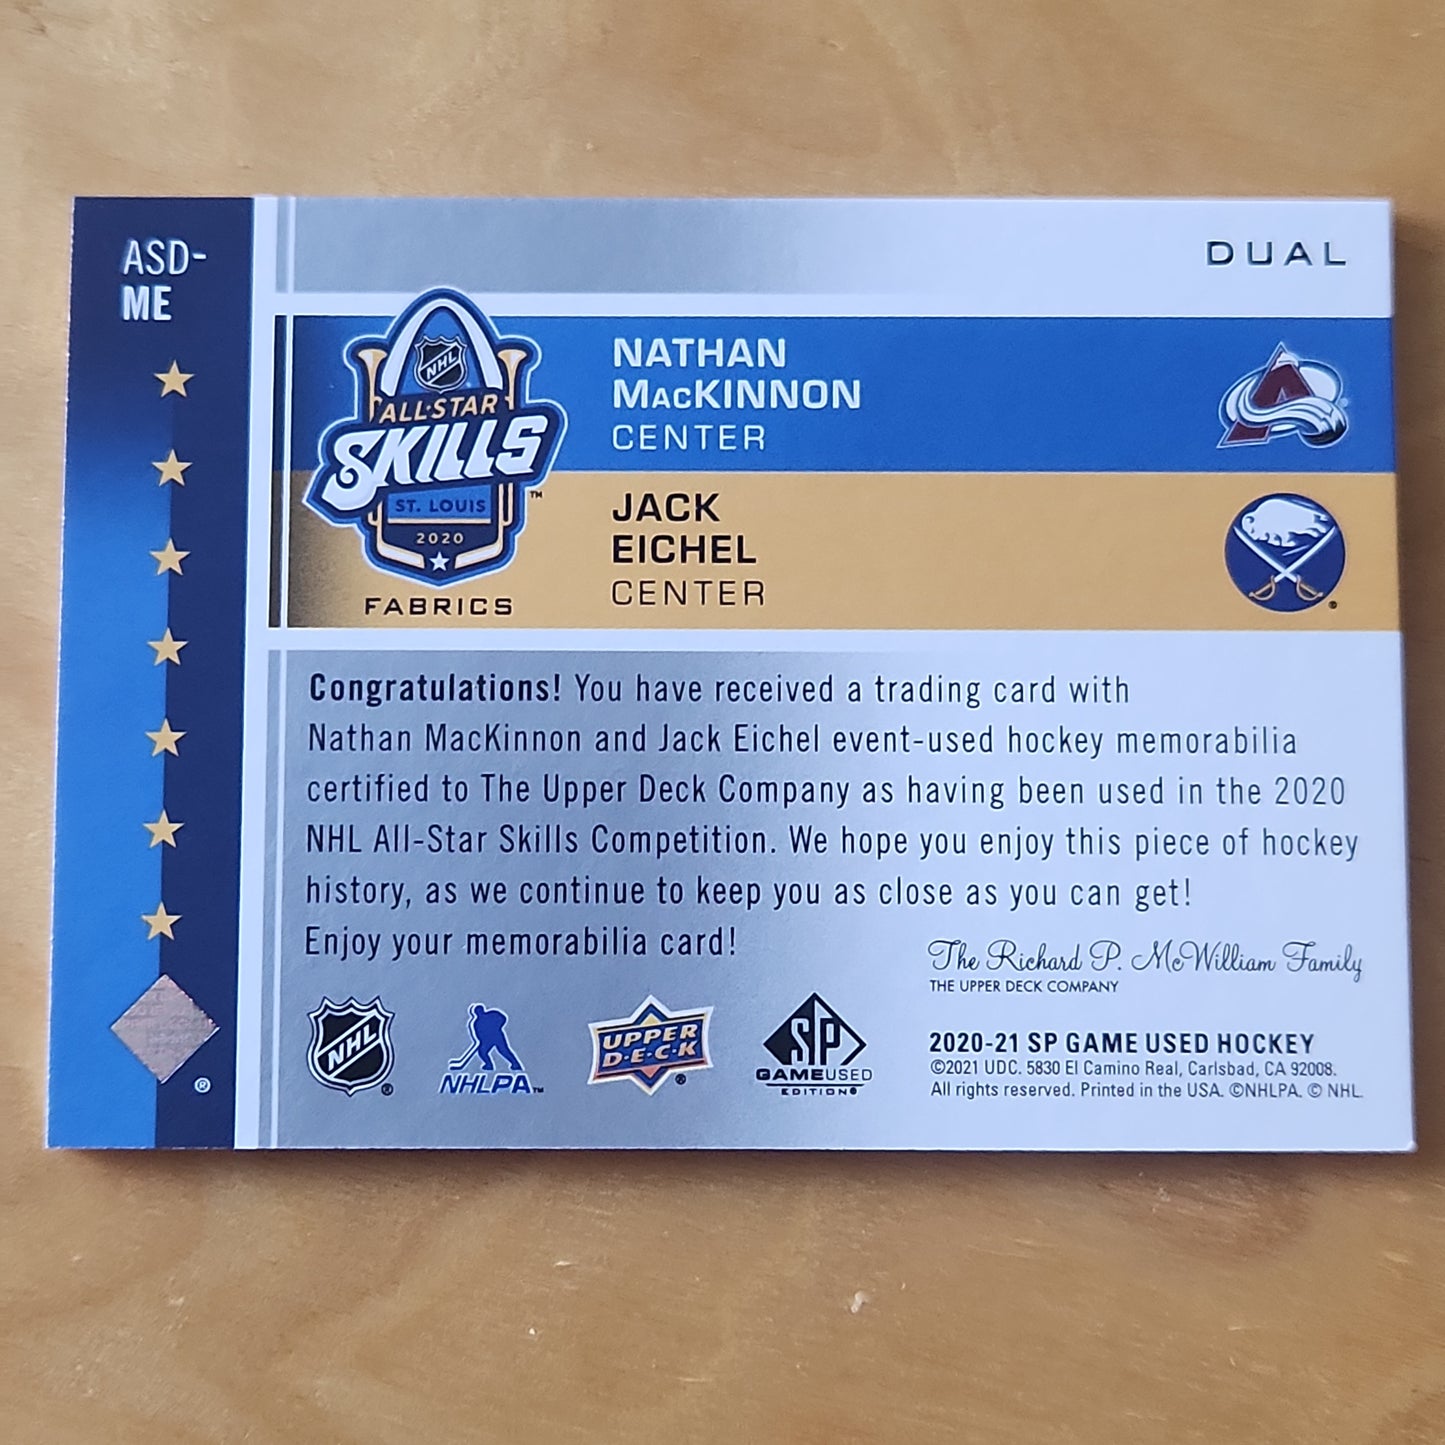 ASD-
ME
DUAL
NHL
ALL·STAR
SKILLS
ST. LOUIS
2020
™
FABRICS
NATHAN
MacKINNON
CENTER
JACK
EICHEL
CENTER
Congratulations! You have received a trading card with
Nathan MacKinnon and Jack Eichel event-used hockey memorabilia
certified to The Upper Deck Company as having been used in the 2020
NHL All-Star Skills Competition. We hope you enjoy this piece of hockey
history, as we continue to keep you as close as you can get!
Enjoy your memorabilia card!
The Richard P. McWilliam Family
THE UPPER DECK COMPANY
®
NHL®
NHLPA™
UPPER
D·E·C·K®
SP
GAMEUSED
EDITION®
2020-21 SP GAME USED HOCKEY
©2021 UDC. 5830 El Camino Real, Carlsbad, CA 92008.
All rights reserved. Printed in the USA. ©NHLPA. © NHL.